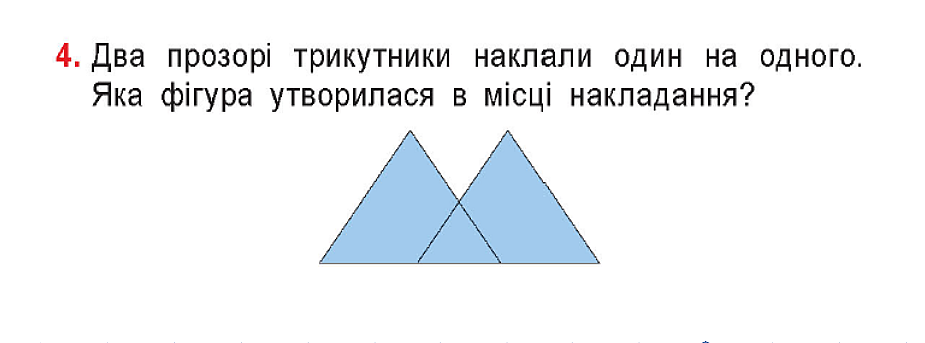 4. Два прозорі трикутники наклали один на одного.
Яка фігура утворилася в місці накладання?